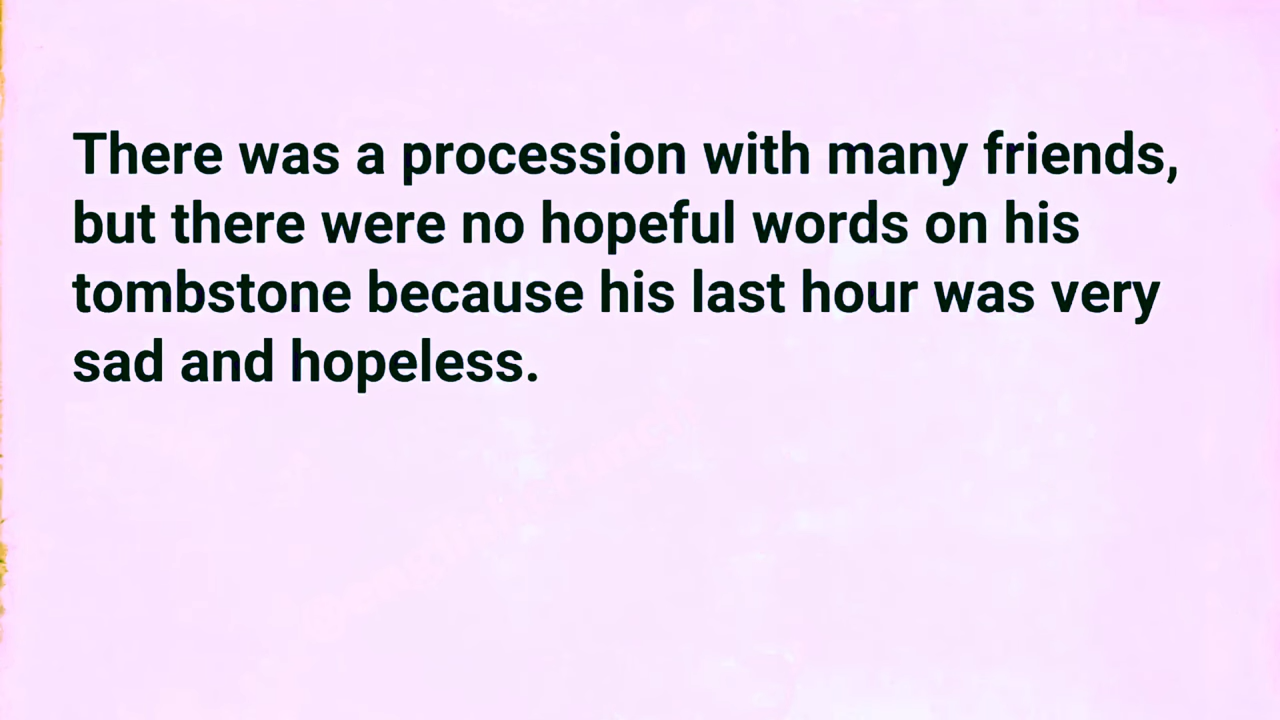 There was a procession with many friends,
but there were no hopeful words on his
tombstone because his last hour was very
sad and hopeless.